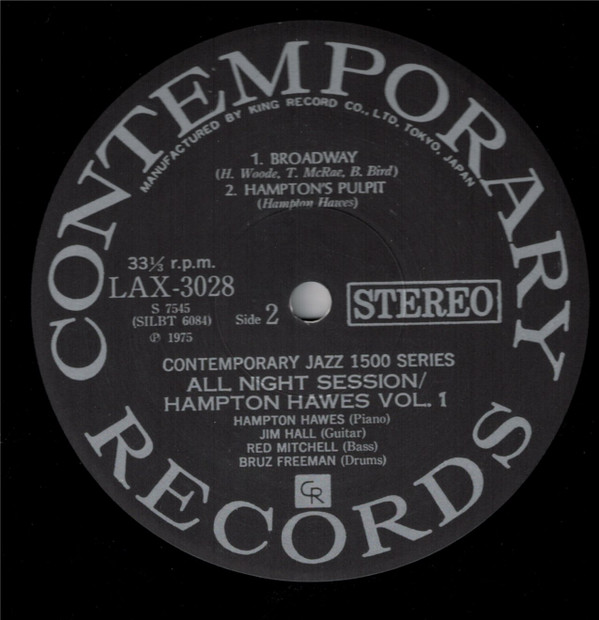 CONTEMPORARY
MANUFACTURED BY KING RECORD CO., LTD, TOKYO, JAPAN
1. BROADWAY
(H. Woode, T. McRae, B. Bird)
2. HAMPTON'S PULPIT
(Hampton Hawes)
33⅓ r.p.m.
LAX-3028
S 7545
(SILBT 6084)
℗ 1975
Side 2
STEREO
CONTEMPORARY JAZZ 1500 SERIES
ALL NIGHT SESSION/
HAMPTON HAWES VOL. 1
HAMPTON HAWES (Piano)
JIM HALL (Guitar)
RED MITCHELL (Bass)
BRUZ FREEMAN (Drums)
CR
RECORDS